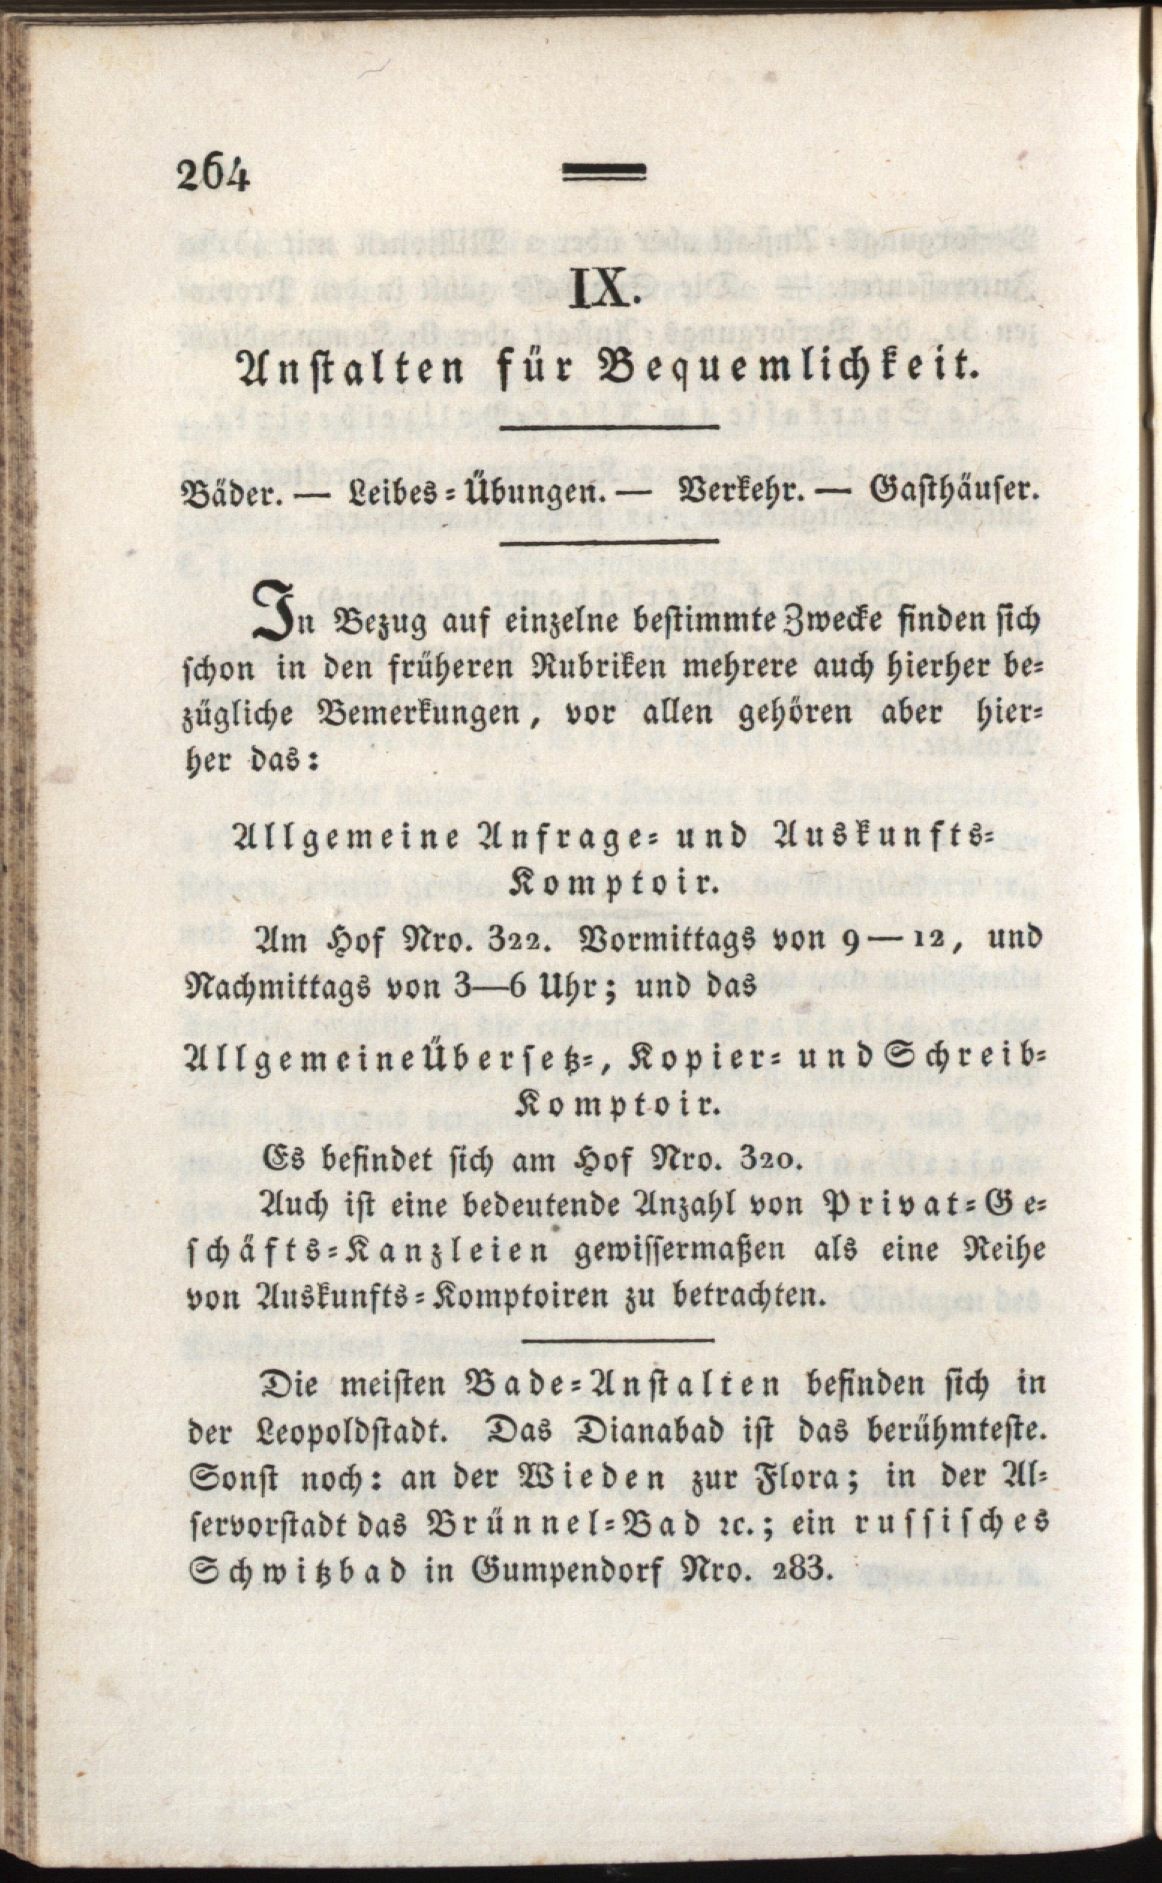 264
IX.
Anstalten für Bequemlichkeit.
Bäder. — Leibes-Übungen. — Verkehr. — Gasthäuser.
In Bezug auf einzelne bestimmte Zwecke finden sich
schon in den früheren Rubriken mehrere auch hierher be-
zügliche Bemerkungen, vor allen gehören aber hier-
her das:
Allgemeine Anfrage- und Auskunfts-
Komptoir.
Am Hof Nro. 322. Vormittags von 9 — 12, und
Nachmittags von 3—6 Uhr; und das
Allgemeine Übersetz-, Kopier- und Schreib-
Komptoir.
Es befindet sich am Hof Nro. 320.
Auch ist eine bedeutende Anzahl von Privat-Ge-
schäfts-Kanzleien gewissermaßen als eine Reihe
von Auskunfts-Komptoiren zu betrachten.
Die meisten Bade-Anstalten befinden sich in
der Leopoldstadt. Das Dianabad ist das berühmteste.
Sonst noch: an der Wieden zur Flora; in der Al-
servorstadt das Brünnel-Bad ꝛc.; ein russisches
Schwitzbad in Gumpendorf Nro. 283.